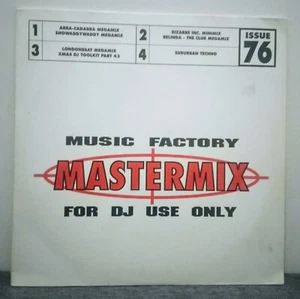 1 ABBA-CADABRA MEGAMIX
SHOWADDYWADDY MEGAMIX
2 BIZARRE INC. MINIMIX
BELINDA - THE CLUB MEGAMIX
3 LONDONBEAT MEGAMIX
XMAS DJ TOOLKIT PART 43
4 SUBURBAN TECHNO
ISSUE
76
MUSIC FACTORY
MASTERMIX
FOR DJ USE ONLY